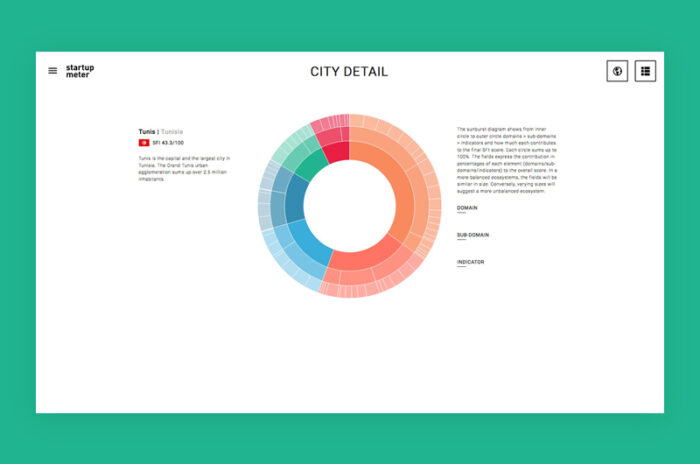 startup
meter
CITY DETAIL
Tunis | Tunisia
SFI 43.3/100
Tunis is the capital and the largest city in
Tunisia. The Grand Tunis urban
agglomeration sums up over 2.5 million
inhabitants.
The sunburst diagram shows from inner
circle to outer circle domains > sub-domains
> indicators and how much each contributes
to the final SFI score. Each circle sums up to
100%. The fields express the contribution in
percentages of each element (domains/sub-
domains/indicators) to the overall score. In a
more balanced ecosystems, the fields will be
similar in size. Conversely, varying sizes will
suggest a more unbalanced ecosystem.
DOMAIN
SUB-DOMAIN
INDICATOR